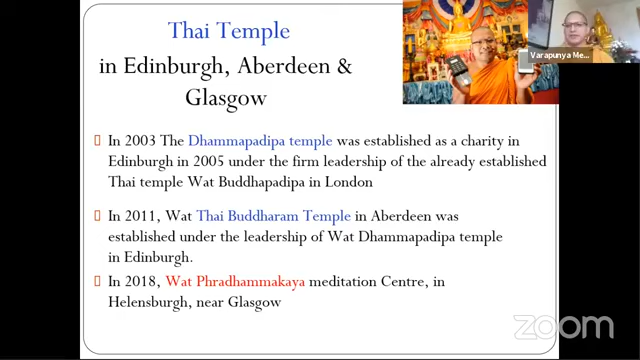 Thai Temple
in Edinburgh, Aberdeen &
Glasgow
In 2003 The Dhammapadipa temple was established as a charity in
Edinburgh in 2005 under the firm leadership of the already established
Thai temple Wat Buddhapadipa in London
In 2011, Wat Thai Buddharam Temple in Aberdeen was
established under the leadership of Wat Dhammapadipa temple
in Edinburgh.
In 2018, Wat Phradhammakaya meditation Centre, in
Helensburgh, near Glasgow
Varapunya Me...
zoom